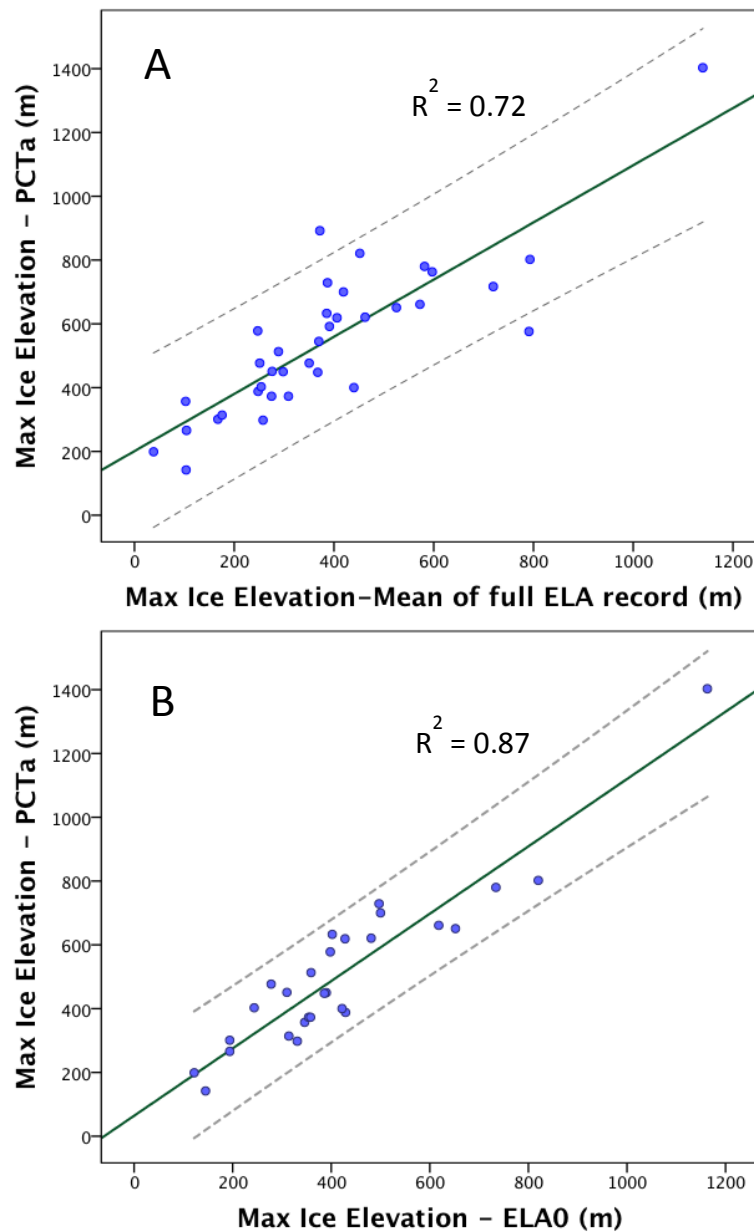 A
R² = 0.72
Max Ice Elevation – PCTa (m)
1400
1200
1000
800
600
400
200
0
0 200 400 600 800 1000 1200
Max Ice Elevation–Mean of full ELA record (m)
B
R² = 0.87
Max Ice Elevation – PCTa (m)
1400
1200
1000
800
600
400
200
0
0 200 400 600 800 1000 1200
Max Ice Elevation – ELA0 (m)